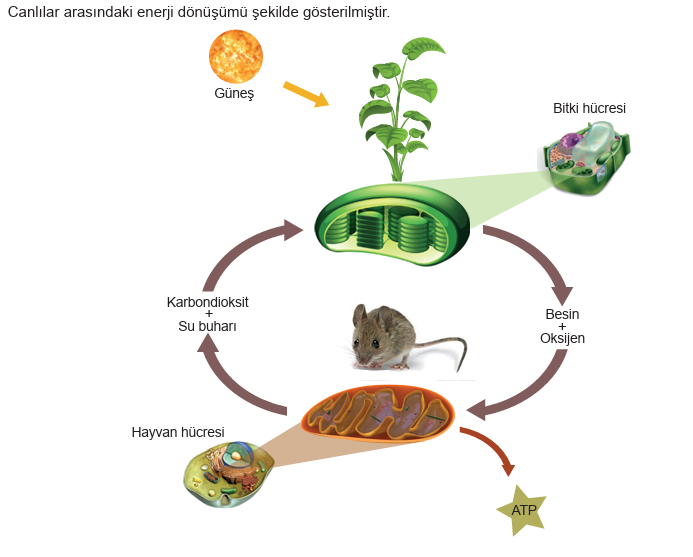 Canlılar arasındaki enerji dönüşümü şekilde gösterilmiştir.
Güneş
Bitki hücresi
Karbondioksit
+
Su buharı
Besin
+
Oksijen
Hayvan hücresi
ATP